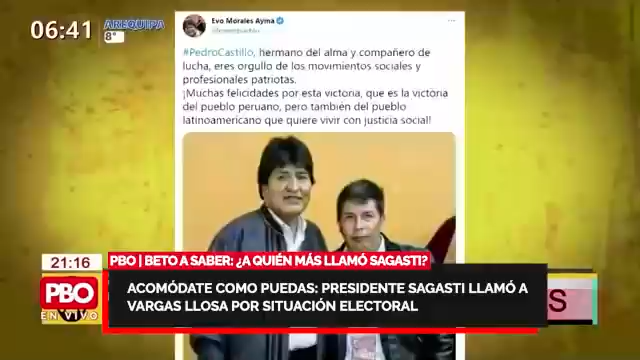 06:41
AREQUIPA
8°
Evo Morales Ayma
@evoespueblo
#PedroCastillo, hermano del alma y compañero de
lucha, eres orgullo de los movimientos sociales y
profesionales patriotas.
¡Muchas felicidades por esta victoria, que es la victoria
del pueblo peruano, pero también del pueblo
latinoamericano que quiere vivir con justicia social!
21:16
PBO
EN VIVO
PBO | BETO A SABER: ¿A QUIÉN MÁS LLAMÓ SAGASTI?
ACOMÓDATE COMO PUEDAS: PRESIDENTE SAGASTI LLAMÓ A
VARGAS LLOSA POR SITUACIÓN ELECTORAL